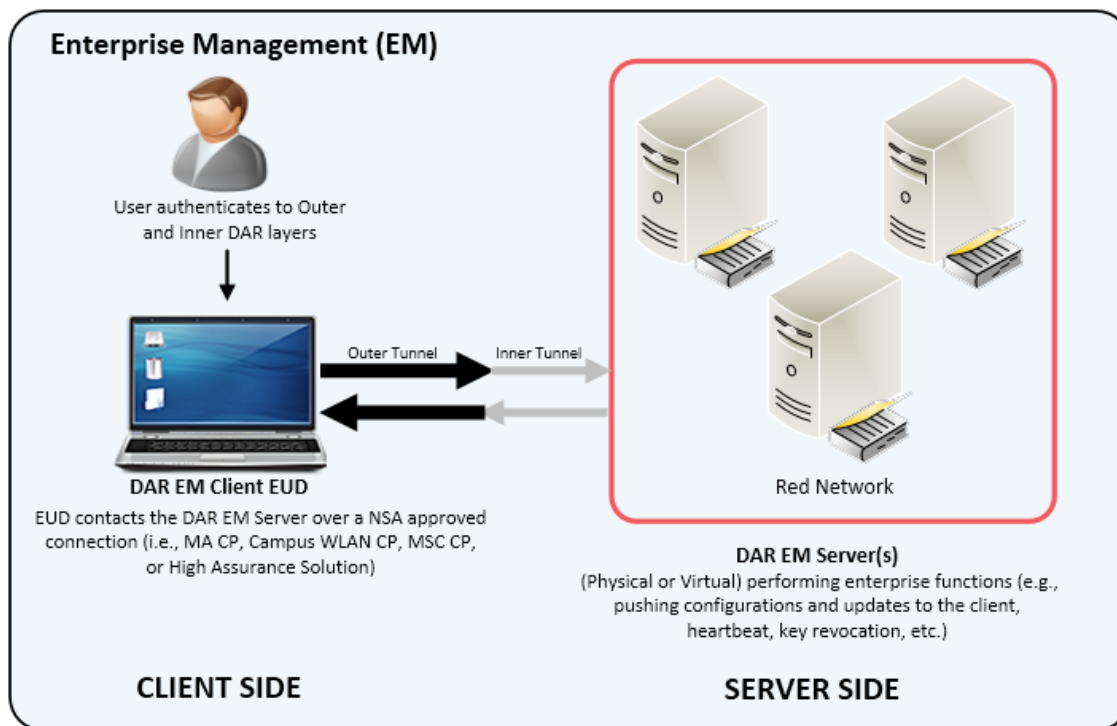 Enterprise Management (EM)
User authenticates to Outer
and Inner DAR layers
Outer Tunnel
Inner Tunnel
DAR EM Client EUD
EUD contacts the DAR EM Server over a NSA approved
connection (i.e., MA CP, Campus WLAN CP, MSC CP,
or High Assurance Solution)
Red Network
DAR EM Server(s)
(Physical or Virtual) performing enterprise functions (e.g.,
pushing configurations and updates to the client,
heartbeat, key revocation, etc.)
CLIENT SIDE
SERVER SIDE